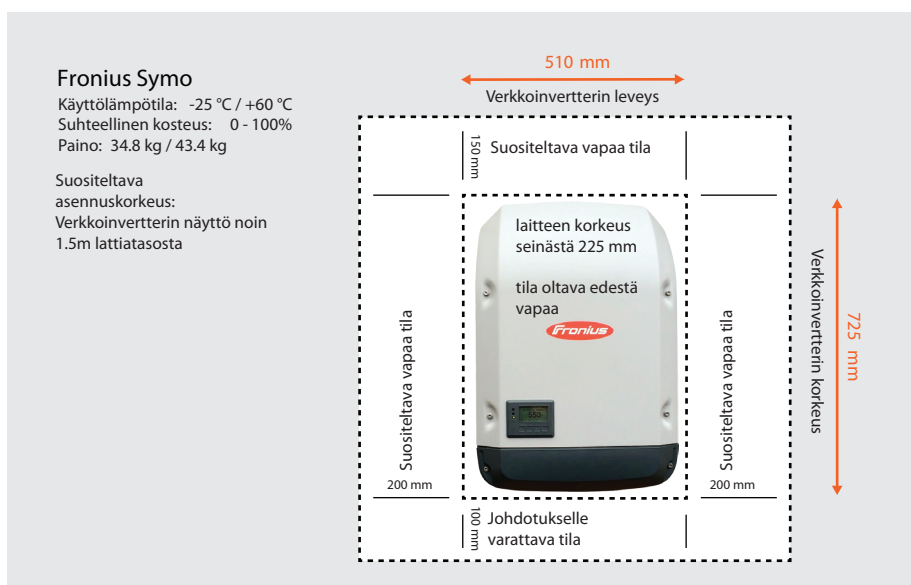 Fronius Symo
Käyttölämpötila: -25 °C / +60 °C
Suhteellinen kosteus: 0 - 100%
Paino: 34.8 kg / 43.4 kg
Suositeltava
asennuskorkeus:
Verkkoinvertterin näyttö noin
1.5m lattiatasosta
510 mm
Verkkoinvertterin leveys
150 mm
Suositeltava vapaa tila
laitteen korkeus
seinästä 225 mm
tila oltava edestä
vapaa
Fronius
Suositeltava vapaa tila
200 mm
Suositeltava vapaa tila
200 mm
Verkkoinvertterin korkeus
725 mm
100 mm
Johdotukselle
varattava tila